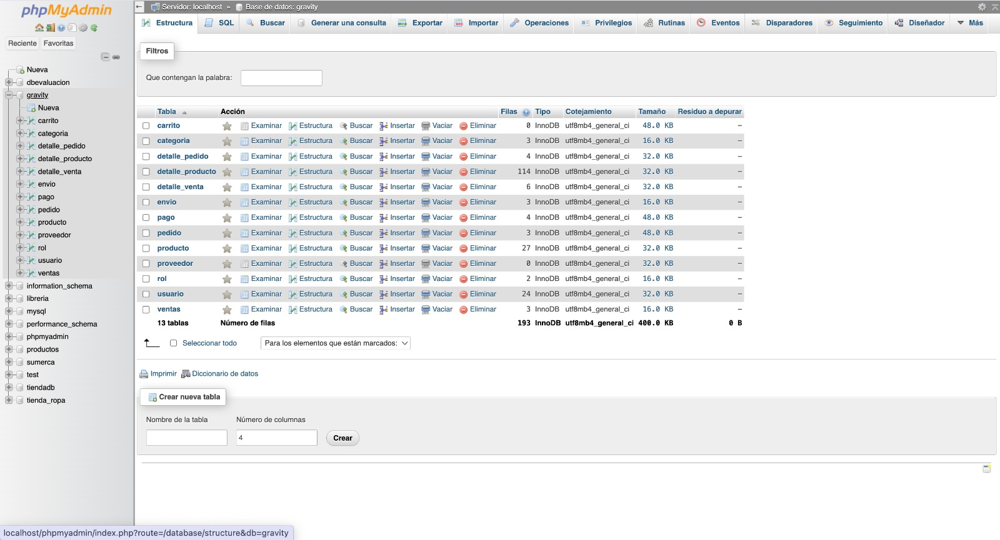 phpMyAdmin
Reciente Favoritas
Nueva
dbevaluacion
gravity
Nueva
carrito
categoria
detalle_pedido
detalle_producto
detalle_venta
envio
pago
pedido
producto
proveedor
rol
usuario
ventas
information_schema
libreria
mysql
performance_schema
phpmyadmin
productos
sumerca
test
tiendadb
tienda_ropa
Servidor: localhost » Base de datos: gravity
Estructura SQL Buscar Generar una consulta Exportar Importar Operaciones Privilegios Rutinas Eventos Disparadores Seguimiento Diseñador Más
Filtros
Que contengan la palabra:
Tabla Acción Filas Tipo Cotejamiento Tamaño Residuo a depurar
carrito Examinar Estructura Buscar Insertar Vaciar Eliminar 0 InnoDB utf8mb4_general_ci 48.0 KB –
categoria Examinar Estructura Buscar Insertar Vaciar Eliminar 3 InnoDB utf8mb4_general_ci 16.0 KB –
detalle_pedido Examinar Estructura Buscar Insertar Vaciar Eliminar 4 InnoDB utf8mb4_general_ci 32.0 KB –
detalle_producto Examinar Estructura Buscar Insertar Vaciar Eliminar 114 InnoDB utf8mb4_general_ci 32.0 KB –
detalle_venta Examinar Estructura Buscar Insertar Vaciar Eliminar 6 InnoDB utf8mb4_general_ci 32.0 KB –
envio Examinar Estructura Buscar Insertar Vaciar Eliminar 3 InnoDB utf8mb4_general_ci 16.0 KB –
pago Examinar Estructura Buscar Insertar Vaciar Eliminar 4 InnoDB utf8mb4_general_ci 48.0 KB –
pedido Examinar Estructura Buscar Insertar Vaciar Eliminar 3 InnoDB utf8mb4_general_ci 48.0 KB –
producto Examinar Estructura Buscar Insertar Vaciar Eliminar 27 InnoDB utf8mb4_general_ci 32.0 KB –
proveedor Examinar Estructura Buscar Insertar Vaciar Eliminar 0 InnoDB utf8mb4_general_ci 32.0 KB –
rol Examinar Estructura Buscar Insertar Vaciar Eliminar 2 InnoDB utf8mb4_general_ci 16.0 KB –
usuario Examinar Estructura Buscar Insertar Vaciar Eliminar 24 InnoDB utf8mb4_general_ci 32.0 KB –
ventas Examinar Estructura Buscar Insertar Vaciar Eliminar 3 InnoDB utf8mb4_general_ci 16.0 KB –
13 tablas Número de filas 193 InnoDB utf8mb4_general_ci 400.0 KB 0 B
Seleccionar todo Para los elementos que están marcados:
Imprimir Diccionario de datos
Crear nueva tabla
Nombre de la tabla Número de columnas
4 Crear
localhost/phpmyadmin/index.php?route=/database/structure&db=gravity